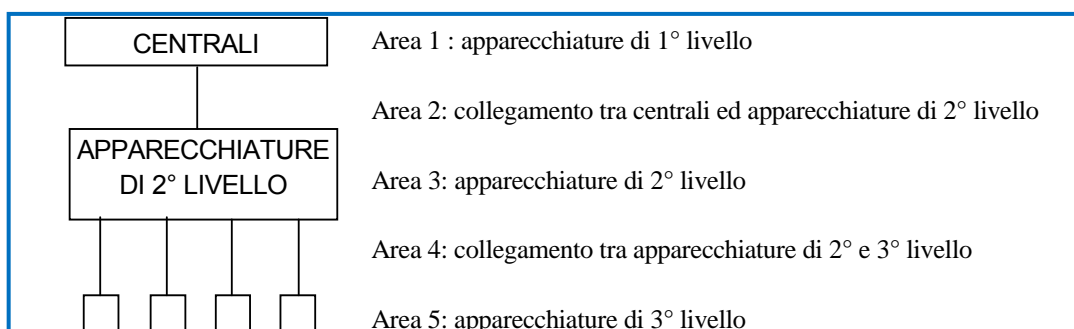 CENTRALI
Area 1 : apparecchiature di 1° livello
Area 2: collegamento tra centrali ed apparecchiature di 2° livello
APPARECCHIATURE
DI 2° LIVELLO
Area 3: apparecchiature di 2° livello
Area 4: collegamento tra apparecchiature di 2° e 3° livello
Area 5: apparecchiature di 3° livello